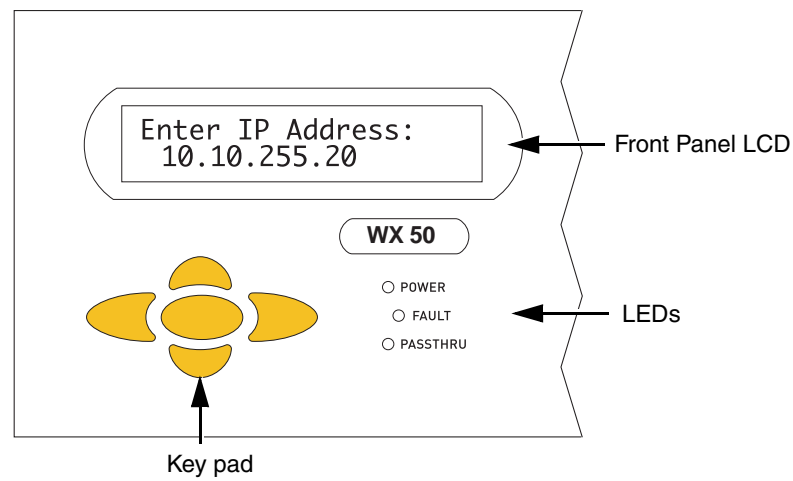 Enter IP Address:
10.10.255.20
Front Panel LCD
WX 50
POWER
FAULT
LEDs
PASSTHRU
Key pad